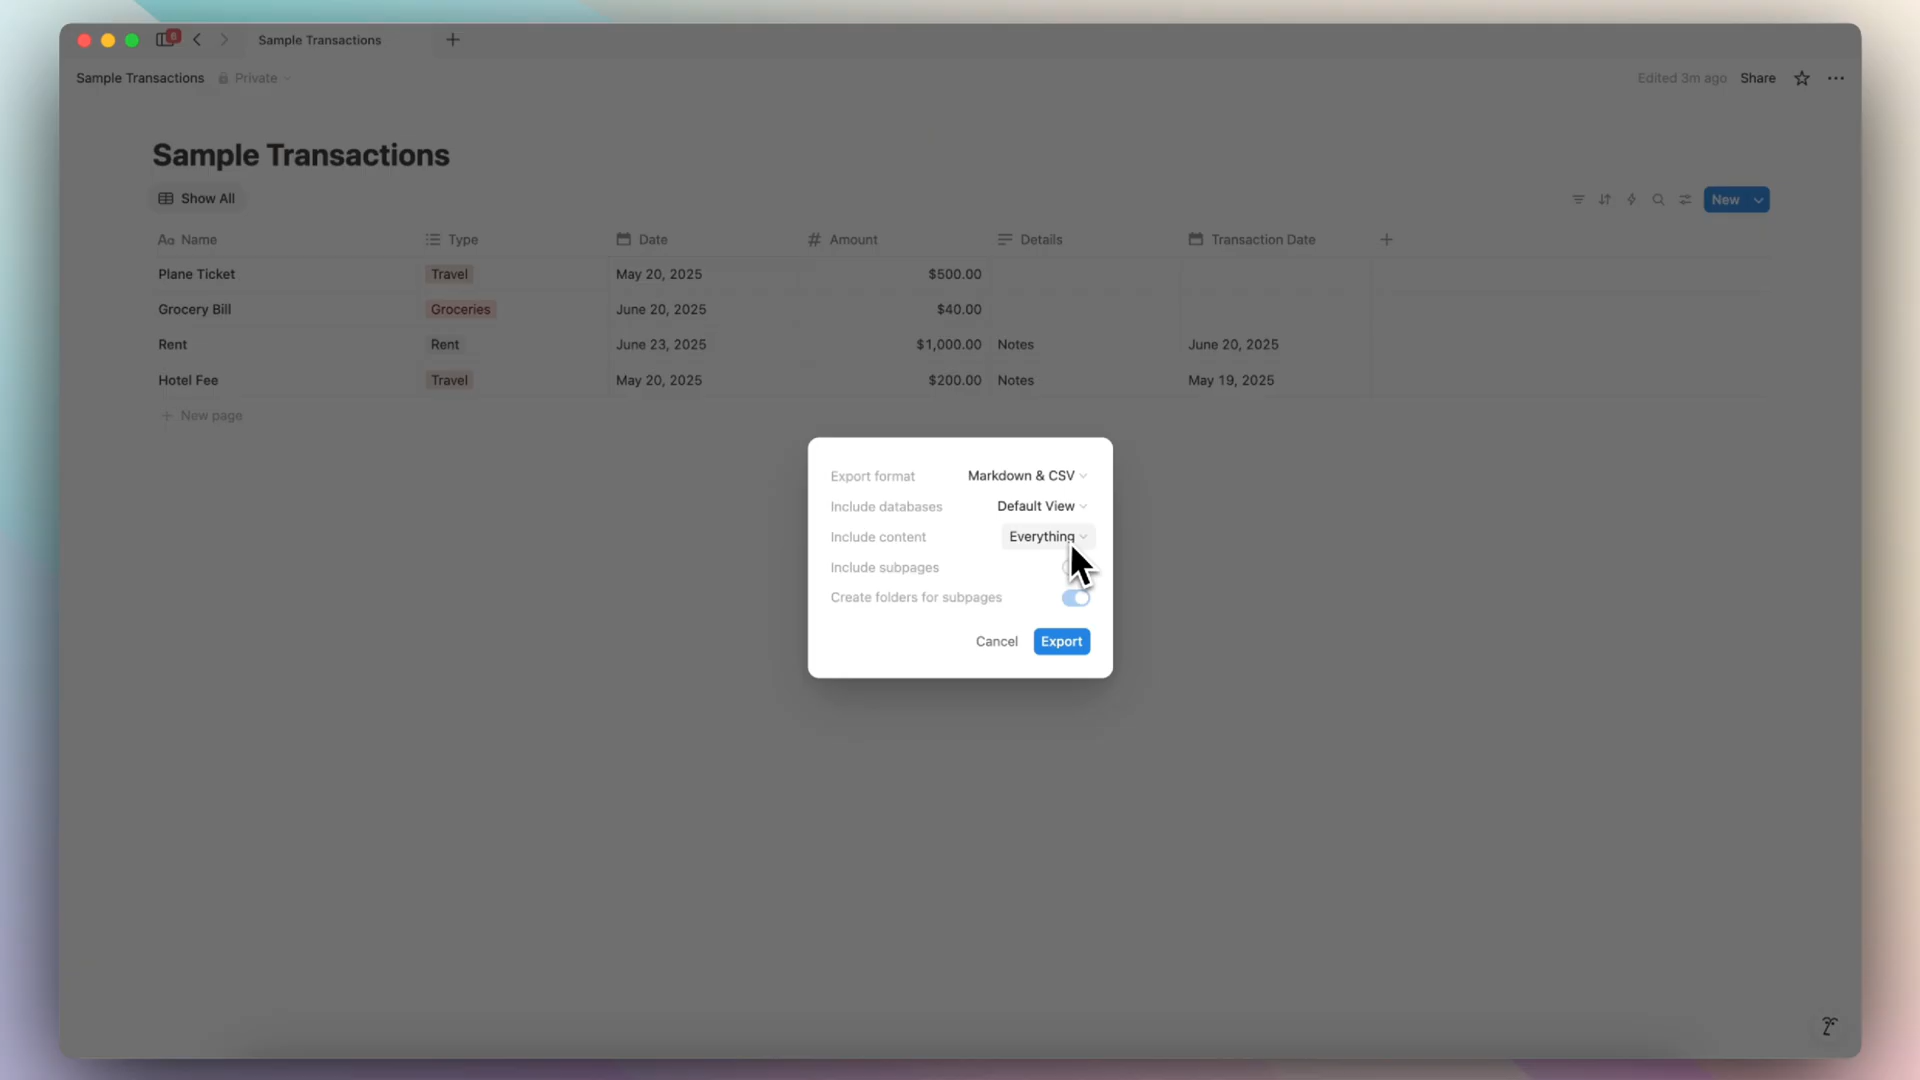 6
Sample Transactions
Sample Transactions Private Edited 3m ago Share
Sample Transactions
Show All New
Aa Name Type Date # Amount Details Transaction Date
Plane Ticket Travel May 20, 2025 $500.00
Grocery Bill Groceries June 20, 2025 $40.00
Rent Rent June 23, 2025 $1,000.00 Notes June 20, 2025
Hotel Fee Travel May 20, 2025 $200.00 Notes May 19, 2025
New page
Export format Markdown & CSV
Include databases Default View
Include content Everything
Include subpages
Create folders for subpages
Cancel Export